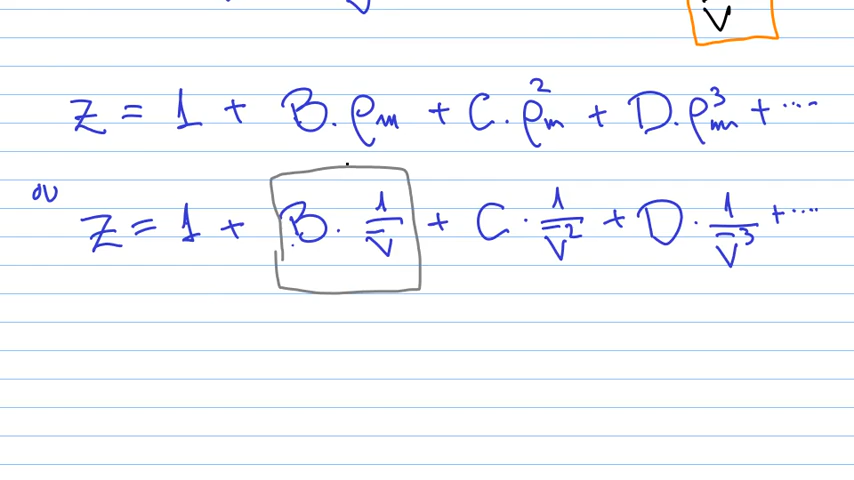 V
Z = 1 + B.ρm + C.ρm² + D.ρm³ + ....
ou Z = 1 + B. 1/V̅ + C. 1/V̅² + D. 1/V̅³ + ....